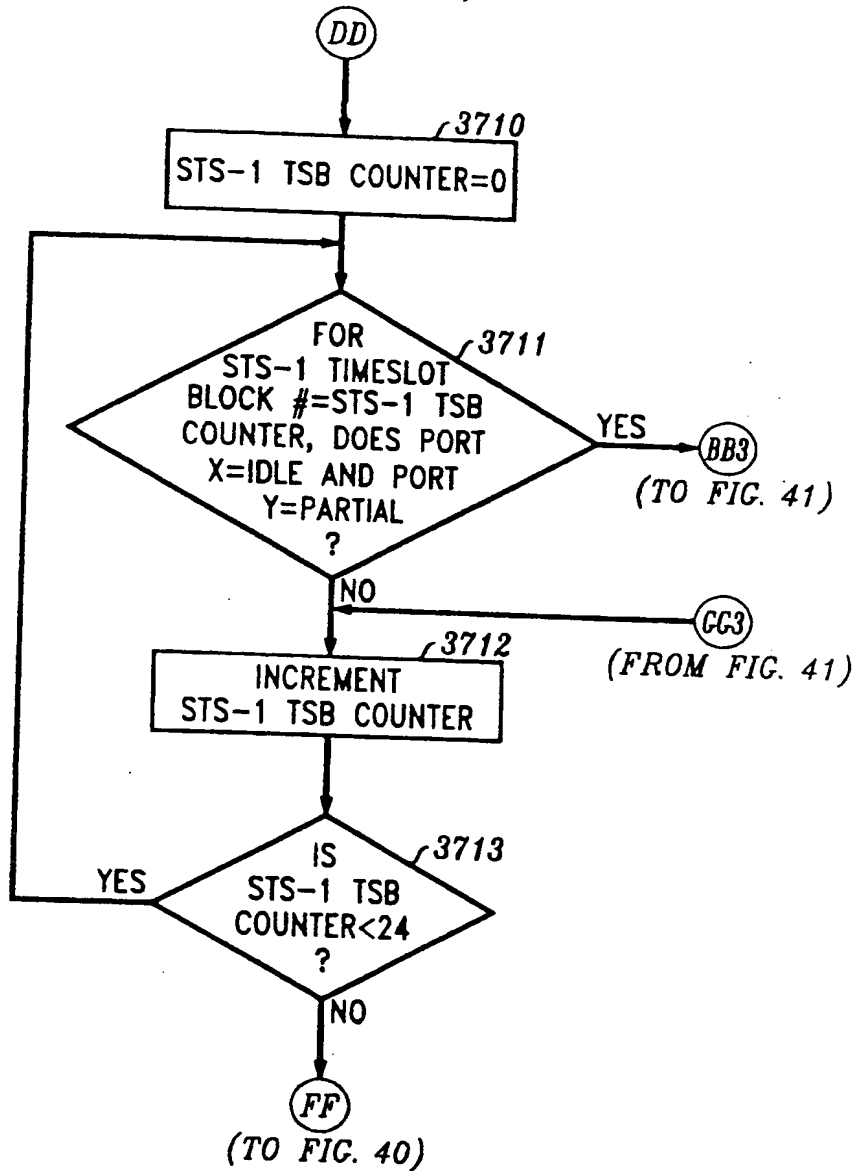 DD
3710
STS-1 TSB COUNTER=0
FOR
3711
STS-1 TIMESLOT
BLOCK #=STS-1 TSB
COUNTER, DOES PORT
X=IDLE AND PORT
Y=PARTIAL
?
YES
BB3
(TO FIG. 41)
NO
GG3
(FROM FIG. 41)
3712
INCREMENT
STS-1 TSB COUNTER
3713
IS
STS-1 TSB
COUNTER<24
?
YES
NO
FF
(TO FIG. 40)